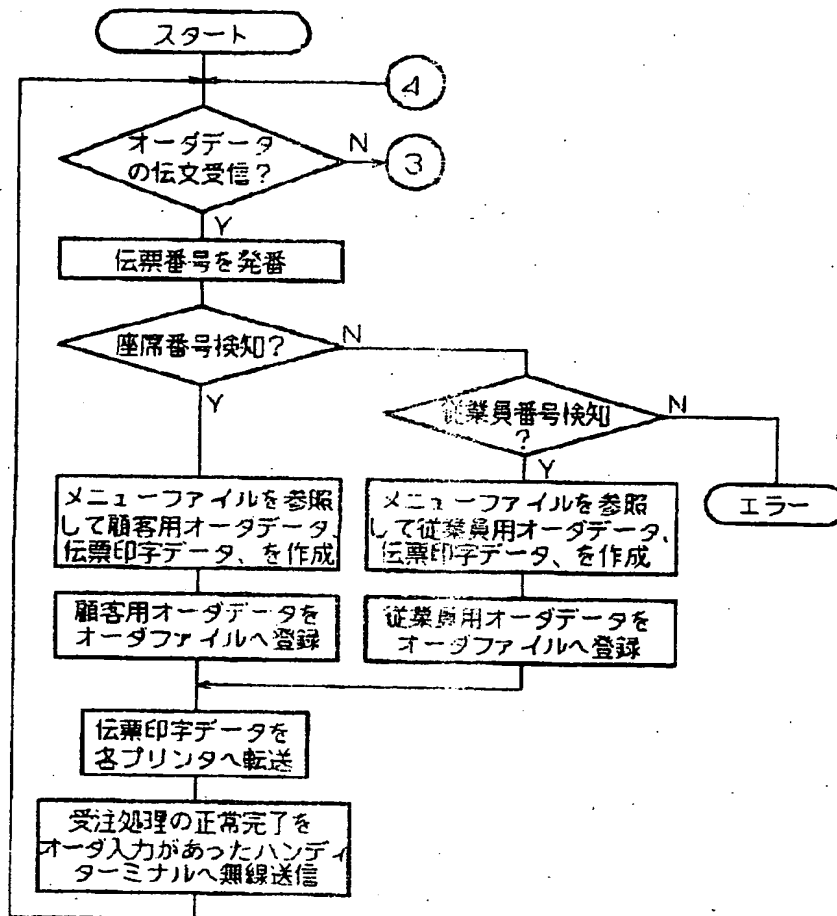 スタート
4
オーダデータ
の伝文受信?
N
3
Y
伝票番号を発番
座席番号検知?
N
Y
従業員番号検知
?
N
Y
エラー
メニューファイルを参照
して顧客用オーダデータ、
伝票印字データ、を作成
メニューファイルを参照
して従業員用オーダデータ、
伝票印字データ、を作成
顧客用オーダデータを
オーダファイルへ登録
従業員用オーダデータを
オーダファイルへ登録
伝票印字データを
各プリンタへ転送
受注処理の正常完了を
オーダ入力があったハンディ
ターミナルへ無線送信